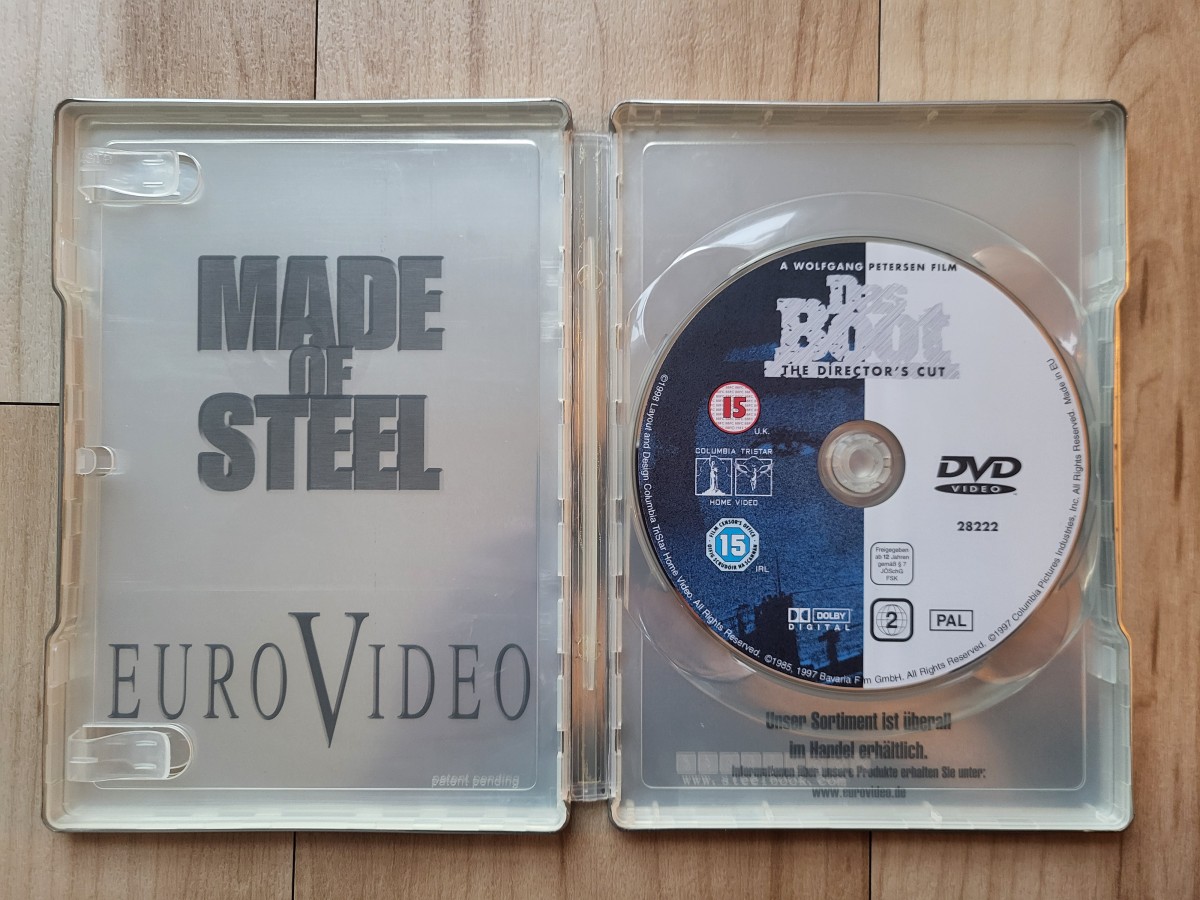 MADE
OF
STEEL
EUROVIDEO
patent pending
A WOLFGANG PETERSEN FILM
Das
Boot
THE DIRECTOR'S CUT
15
U.K.
COLUMBIA TRISTAR
HOME VIDEO
FILM CENSOR'S OFFICE
15
IRL
DOLBY
DIGITAL
DVD
VIDEO
28222
Freigegeben
ab 12 Jahren
gemäß § 7
JÖSchG
FSK
2
PAL
©1998 Layout and Design Columbia TriStar Home Video. All Rights Reserved. ©1985, 1997 Bavaria Film GmbH. All Rights Reserved. ©1997 Columbia Pictures Industries, Inc. All Rights Reserved. Made in EU
Unser Sortiment ist überall
im Handel erhältlich.
Informationen über unsere Produkte erhalten Sie unter:
www.steelbook.com
www.eurovideo.de